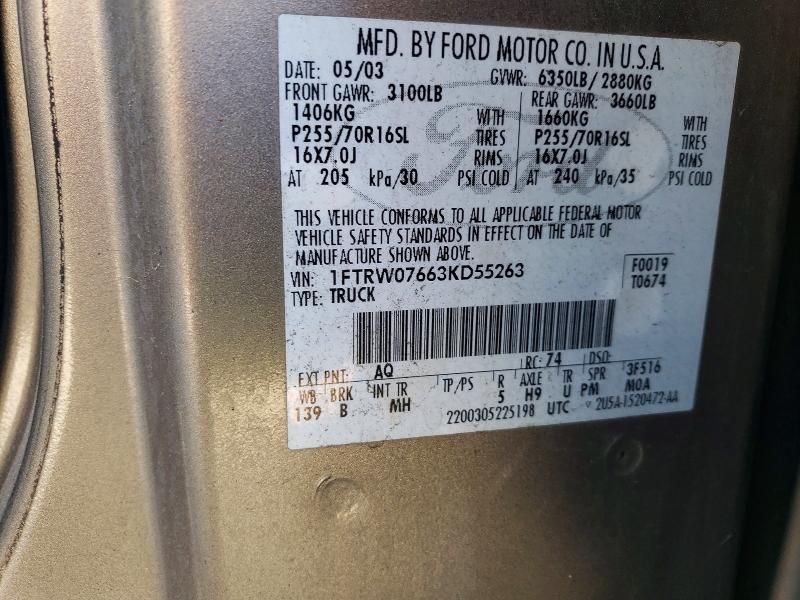 MFD. BY FORD MOTOR CO. IN U.S.A.
DATE: 05/03 GVWR: 6350LB/ 2880KG
FRONT GAWR: 3100LB REAR GAWR: 3660LB
1406KG WITH 1660KG WITH
P255/70R16SL TIRES P255/70R16SL TIRES
16X7.0J RIMS 16X7.0J RIMS
AT 205 kPa/30 PSI COLD AT 240 kPa/35 PSI COLD
Ford
THIS VEHICLE CONFORMS TO ALL APPLICABLE FEDERAL MOTOR
VEHICLE SAFETY STANDARDS IN EFFECT ON THE DATE OF
MANUFACTURE SHOWN ABOVE.
VIN: 1FTRW07663KD55263 F0019
TYPE: TRUCK T0674
EXT PNT: AQ RC: 74 DSO:
WB BRK INT TR TP/PS R AXLE TR SPR 3F516
139 B MH 5 H9 U PM M0A
2200305225198 UTC 2U5A-1520472-AA